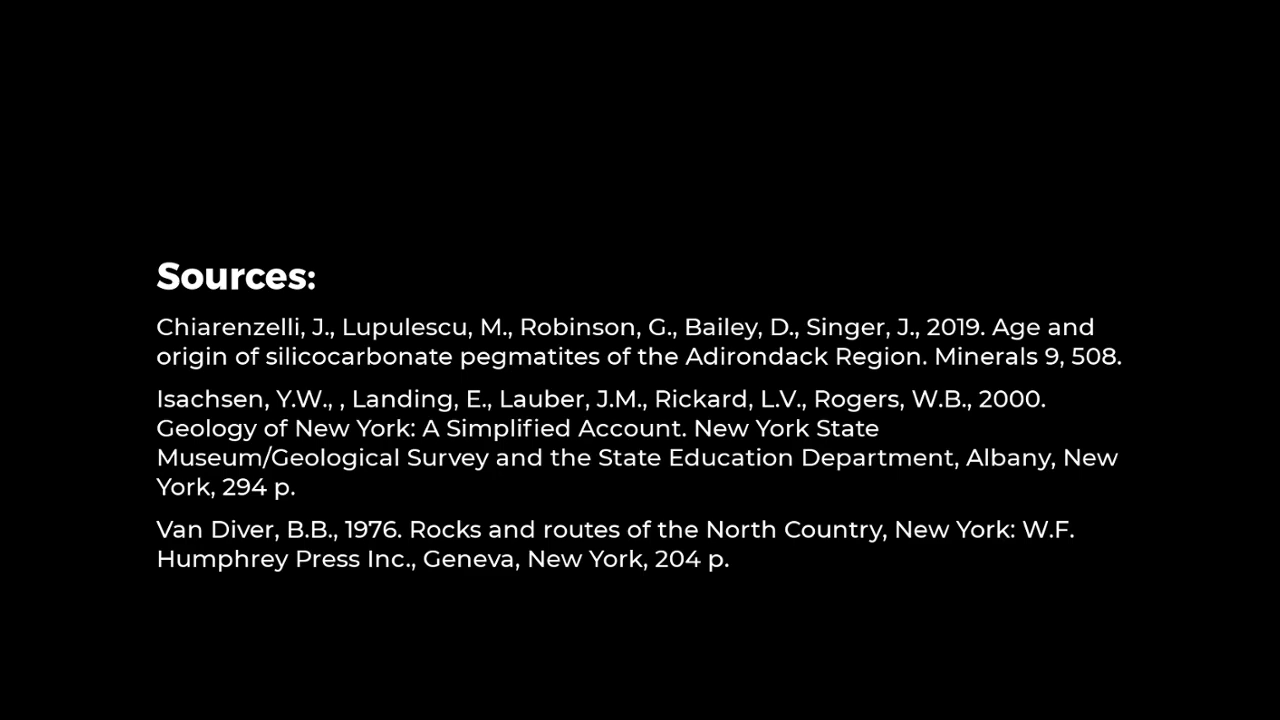 Sources:
Chiarenzelli, J., Lupulescu, M., Robinson, G., Bailey, D., Singer, J., 2019. Age and
origin of silicocarbonate pegmatites of the Adirondack Region. Minerals 9, 508.
Isachsen, Y.W., , Landing, E., Lauber, J.M., Rickard, L.V., Rogers, W.B., 2000.
Geology of New York: A Simplified Account. New York State
Museum/Geological Survey and the State Education Department, Albany, New
York, 294 p.
Van Diver, B.B., 1976. Rocks and routes of the North Country, New York: W.F.
Humphrey Press Inc., Geneva, New York, 204 p.